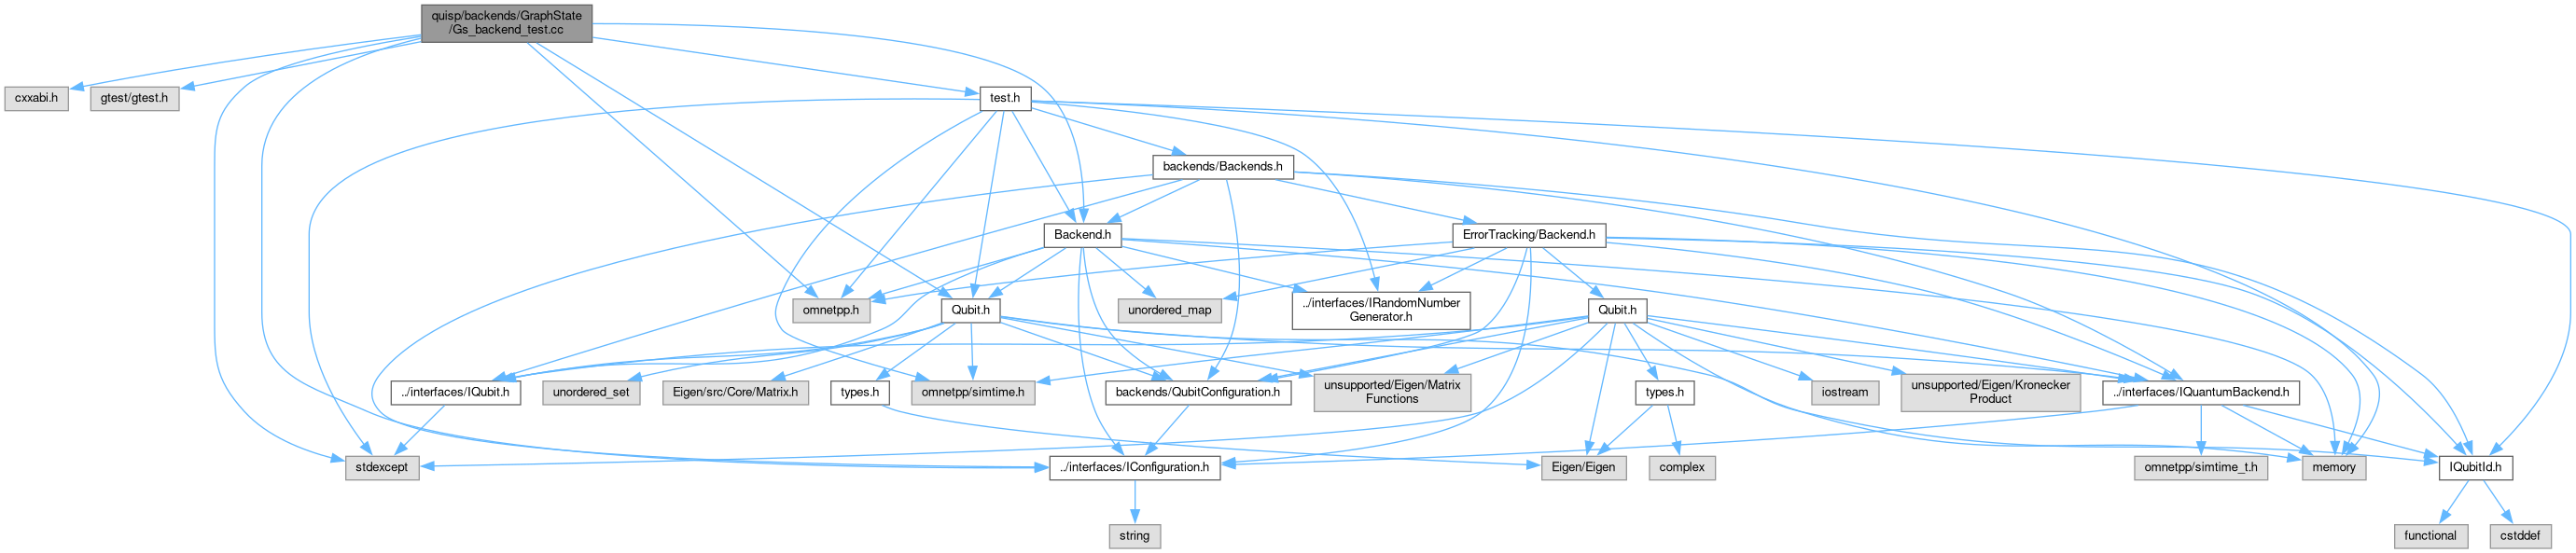 quisp/backends/GraphState
/Gs_backend_test.cc
cxxabi.h
gtest/gtest.h
test.h
backends/Backends.h
Backend.h
ErrorTracking/Backend.h
omnetpp.h
Qubit.h
unordered_map
../interfaces/IRandomNumber
Generator.h
Qubit.h
../interfaces/IQubit.h
unordered_set
Eigen/src/Core/Matrix.h
types.h
omnetpp/simtime.h
backends/QubitConfiguration.h
unsupported/Eigen/Matrix
Functions
types.h
iostream
unsupported/Eigen/Kronecker
Product
../interfaces/IQuantumBackend.h
stdexcept
../interfaces/IConfiguration.h
Eigen/Eigen
complex
omnetpp/simtime_t.h
memory
IQubitId.h
string
functional
cstddef